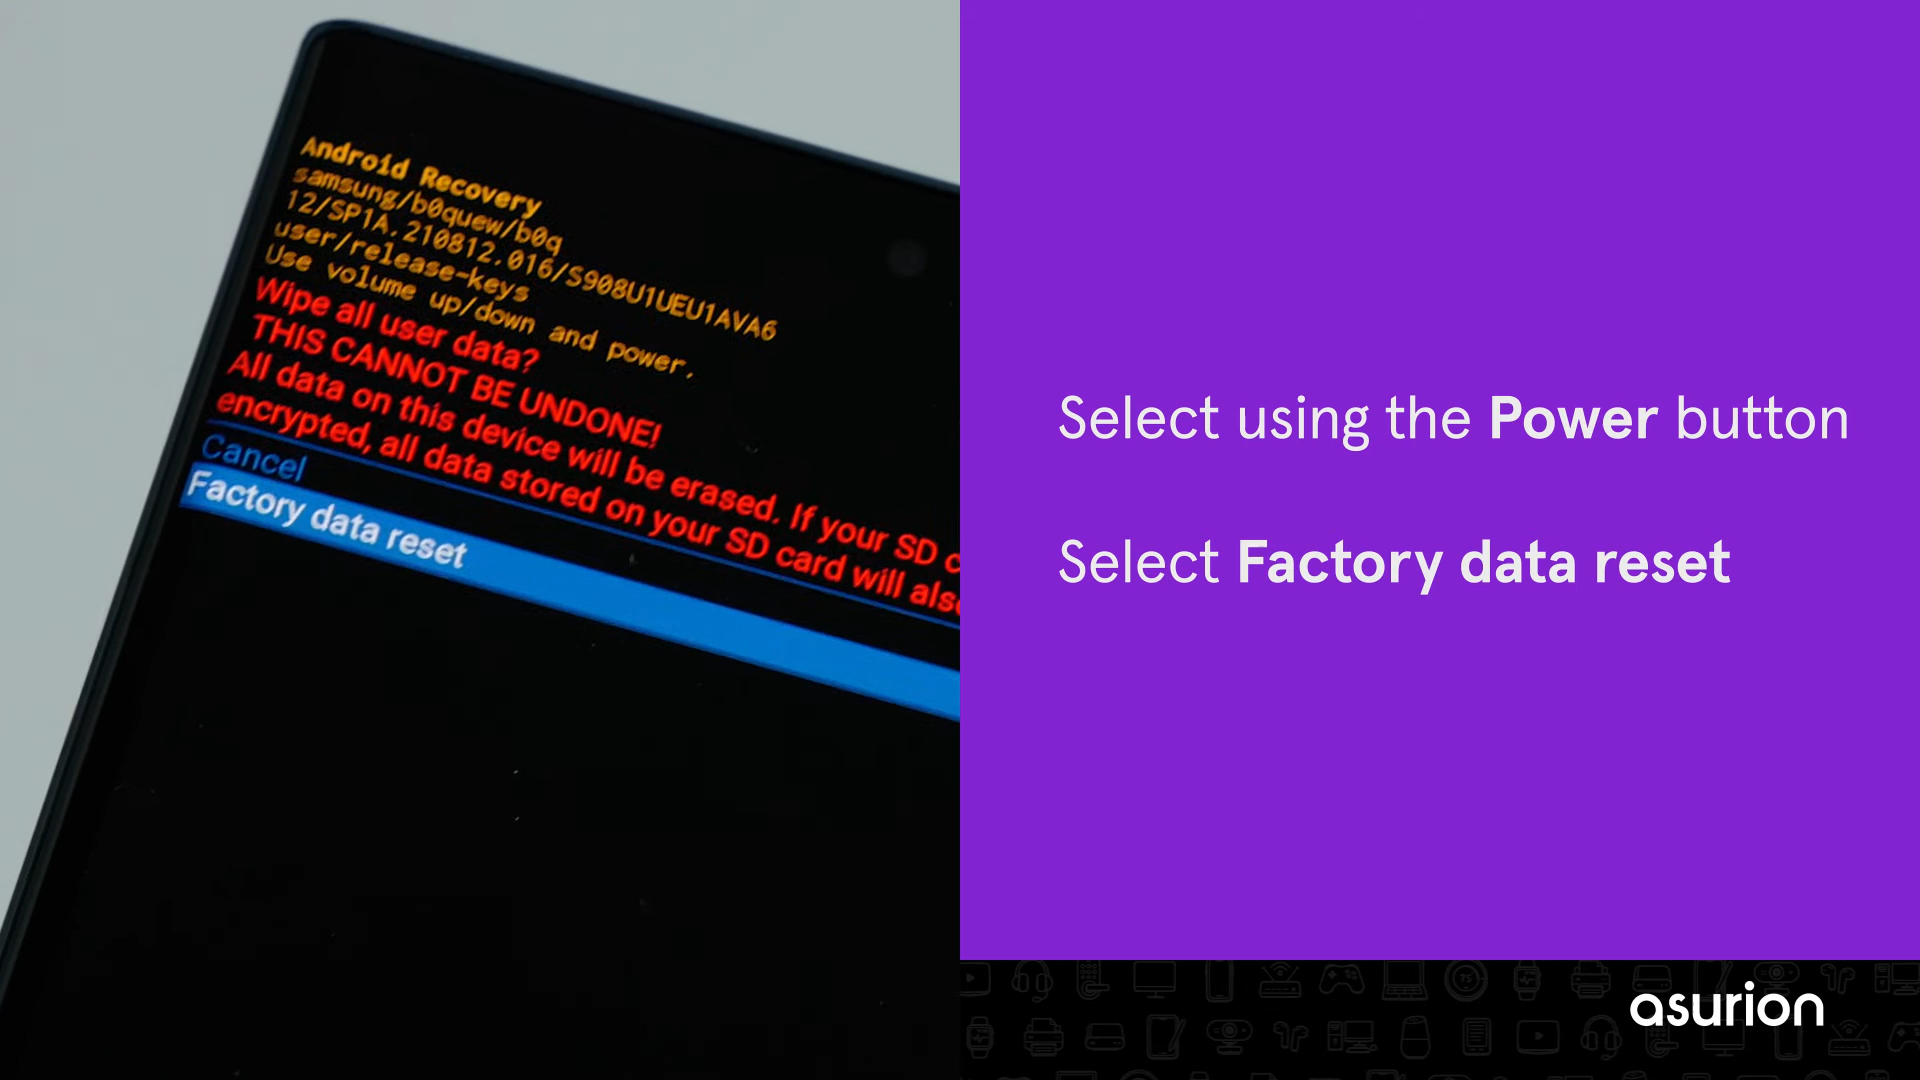 Android Recovery
samsung/b0quew/b0q
12/SP1A.210812.016/S908U1UEU1AVA6
user/release-keys
Use volume up/down and power.
Wipe all user data?
THIS CANNOT BE UNDONE!
All data on this device will be erased. If your SD c
encrypted, all data stored on your SD card will also
Cancel
Factory data reset
Select using the Power button
Select Factory data reset
asurion